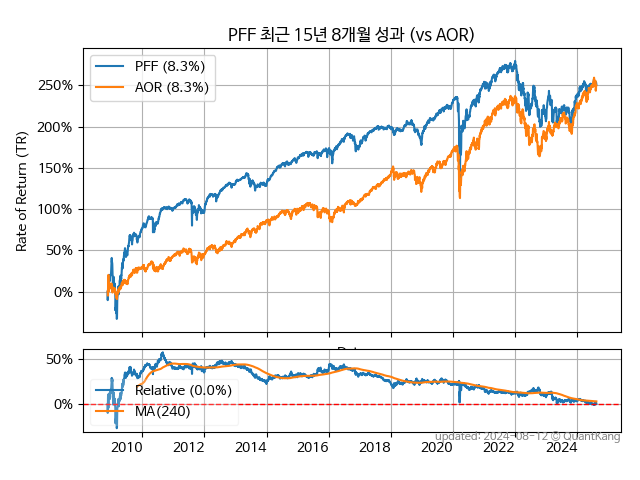 PFF 최근 15년 8개월 성과 (vs AOR)
PFF (8.3%)
AOR (8.3%)
Rate of Return (TR)
250%
200%
150%
100%
50%
0%
50%
0%
Relative (0.0%)
MA(240)
2010 2012 2014 2016 2018 2020 2022 2024
updated: 2024-08-12 © QuantKang